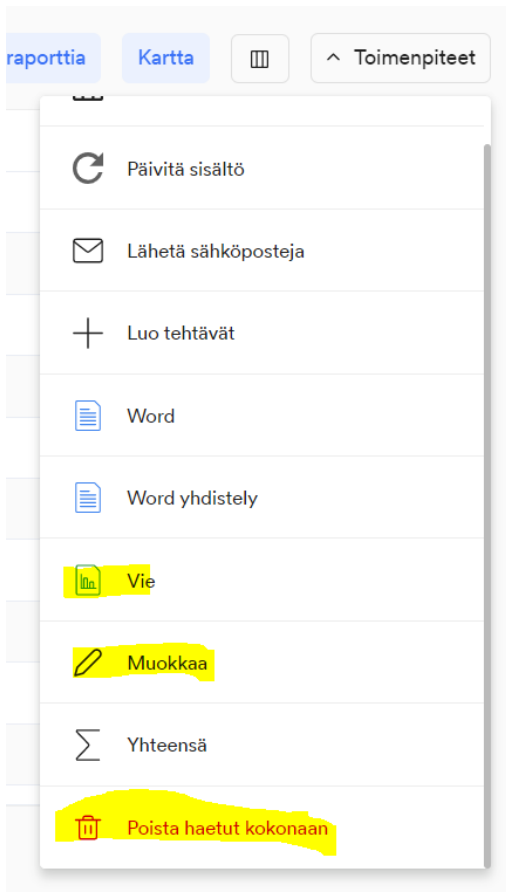 raporttia Kartta Toimenpiteet
Päivitä sisältö
Lähetä sähköposteja
Luo tehtävät
Word
Word yhdistely
Vie
Muokkaa
Yhteensä
Poista haetut kokonaan